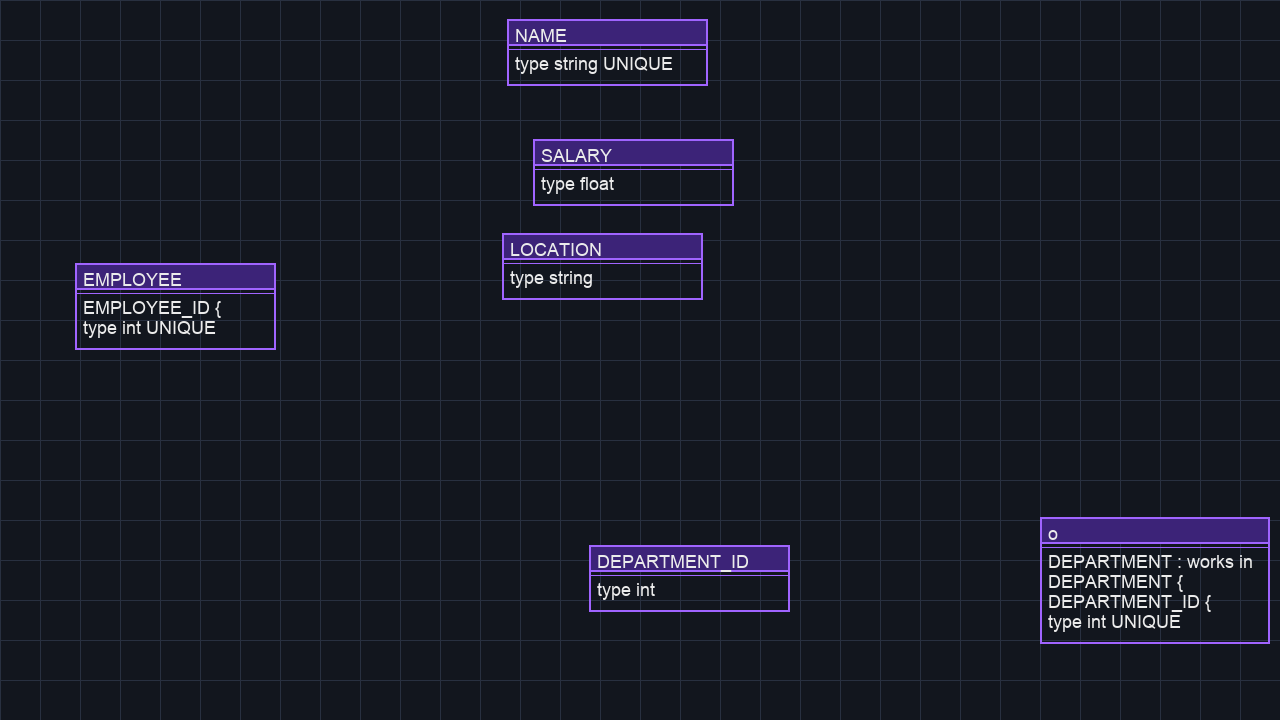 NAME
type string UNIQUE
SALARY
type float
LOCATION
type string
EMPLOYEE
EMPLOYEE_ID {
type int UNIQUE
DEPARTMENT_ID
type int
o
DEPARTMENT : works in
DEPARTMENT {
DEPARTMENT_ID {
type int UNIQUE